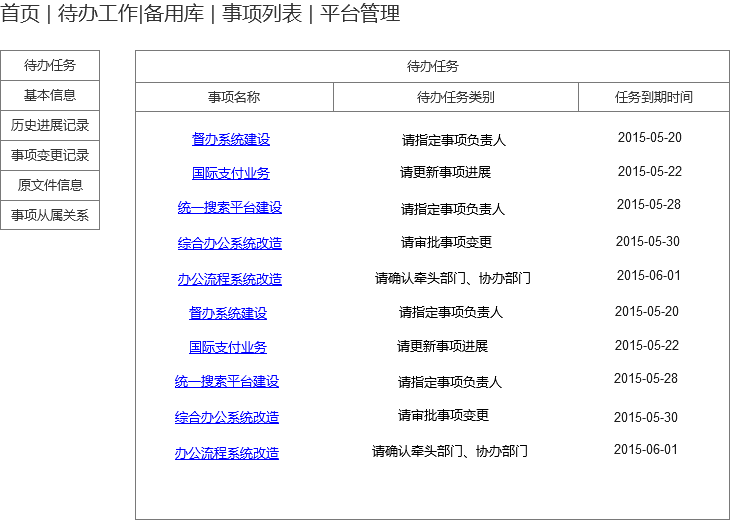 首页 | 待办工作|备用库 | 事项列表 | 平台管理
待办任务
基本信息
历史进展记录
事项变更记录
原文件信息
事项从属关系
待办任务
事项名称 待办任务类别 任务到期时间
督办系统建设 请指定事项负责人 2015-05-20
国际支付业务 请更新事项进展 2015-05-22
统一搜索平台建设 请指定事项负责人 2015-05-28
综合办公系统改造 请审批事项变更 2015-05-30
办公流程系统改造 请确认牵头部门、协办部门 2015-06-01
督办系统建设 请指定事项负责人 2015-05-20
国际支付业务 请更新事项进展 2015-05-22
统一搜索平台建设 请指定事项负责人 2015-05-28
综合办公系统改造 请审批事项变更 2015-05-30
办公流程系统改造 请确认牵头部门、协办部门 2015-06-01